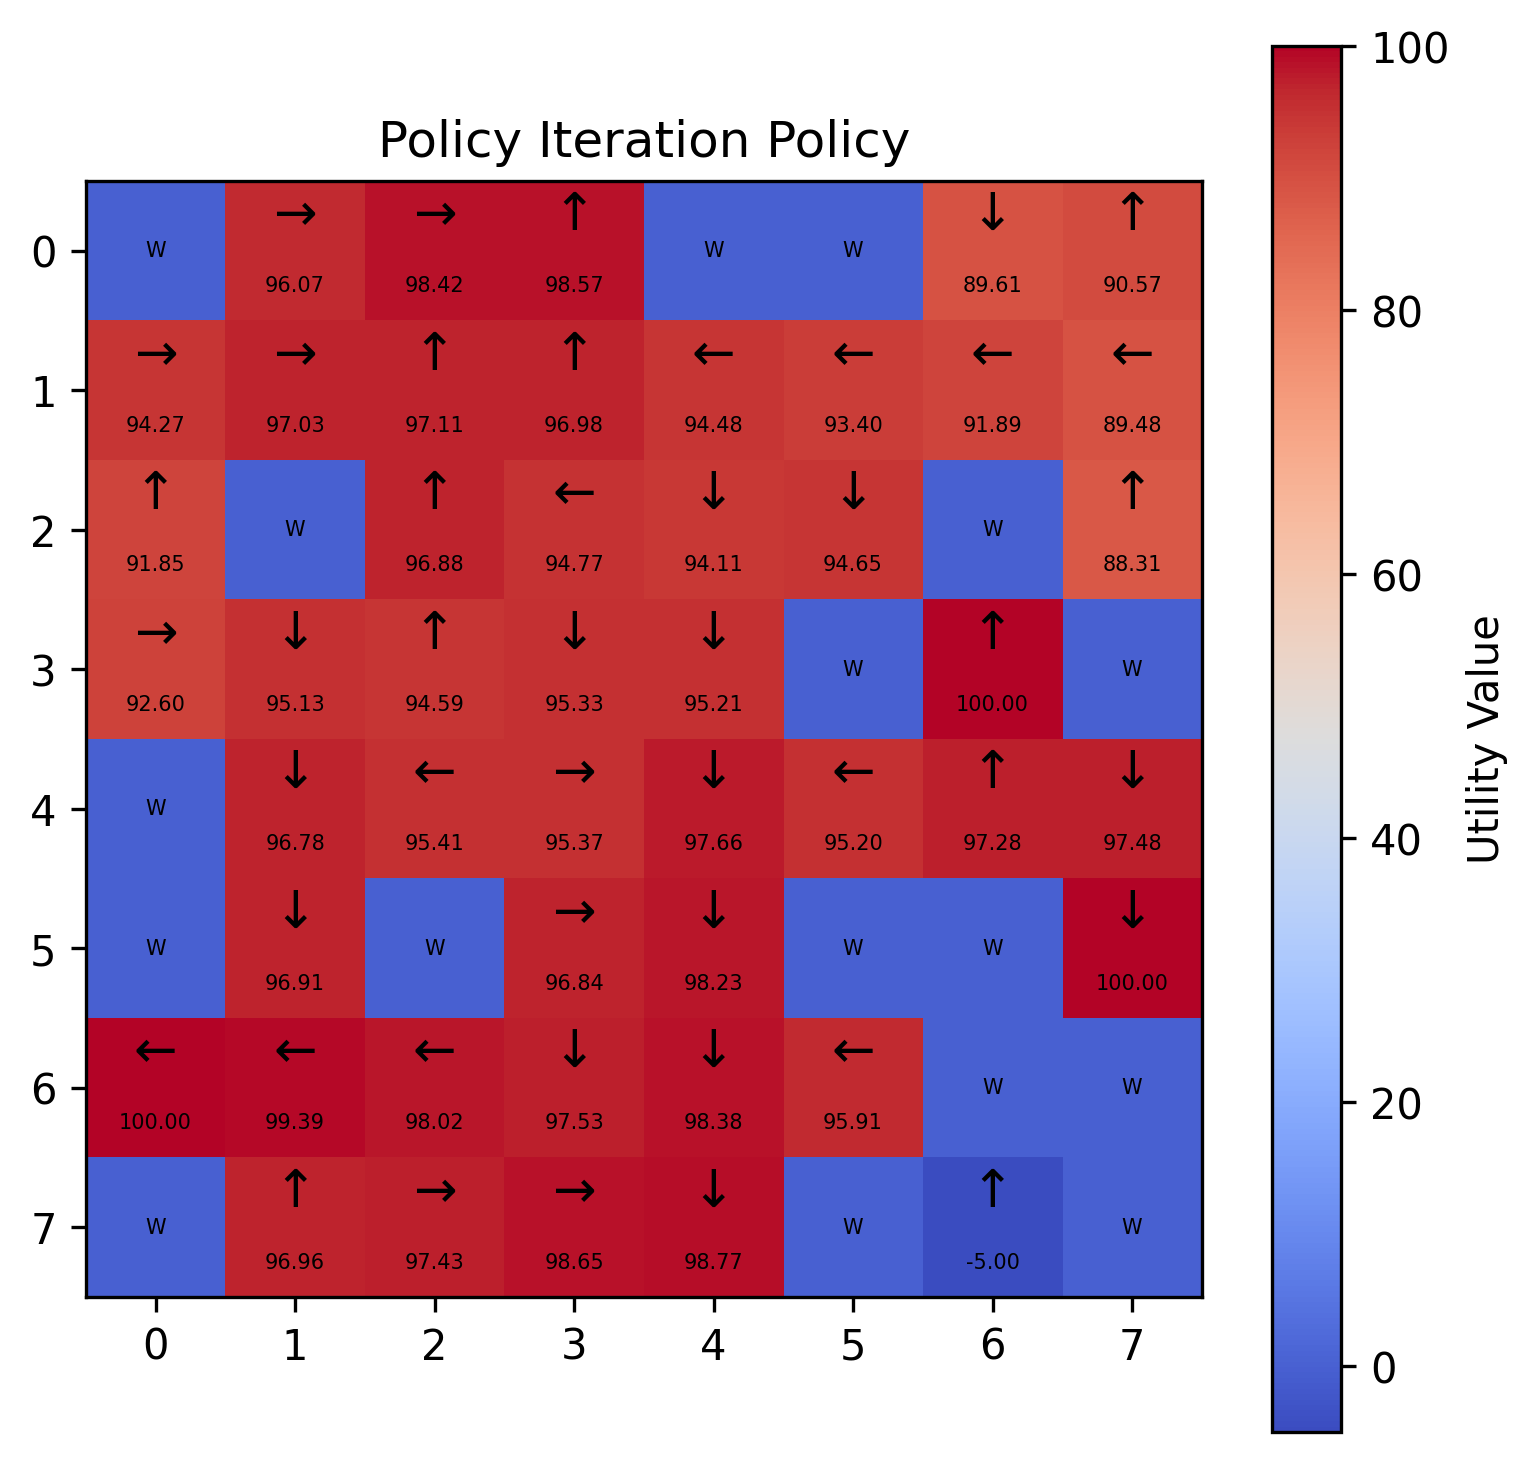 Policy Iteration Policy
0 W → 96.07 → 98.42 ↑ 98.57 W W ↓ 89.61 ↑ 90.57
1 → 94.27 → 97.03 ↑ 97.11 ↑ 96.98 ← 94.48 ← 93.40 ← 91.89 ← 89.48
2 ↑ 91.85 W ↑ 96.88 ← 94.77 ↓ 94.11 ↓ 94.65 W ↑ 88.31
3 → 92.60 ↓ 95.13 ↑ 94.59 ↓ 95.33 ↓ 95.21 W ↑ 100.00 W
4 W ↓ 96.78 ← 95.41 → 95.37 ↓ 97.66 ← 95.20 ↑ 97.28 ↓ 97.48
5 W ↓ 96.91 W → 96.84 ↓ 98.23 W W ↓ 100.00
6 ← 100.00 ← 99.39 ← 98.02 ↓ 97.53 ↓ 98.38 ← 95.91 W W
7 W ↑ 96.96 → 97.43 → 98.65 ↓ 98.77 W ↑ -5.00 W
0 1 2 3 4 5 6 7
100
80
60
40
20
0
Utility Value